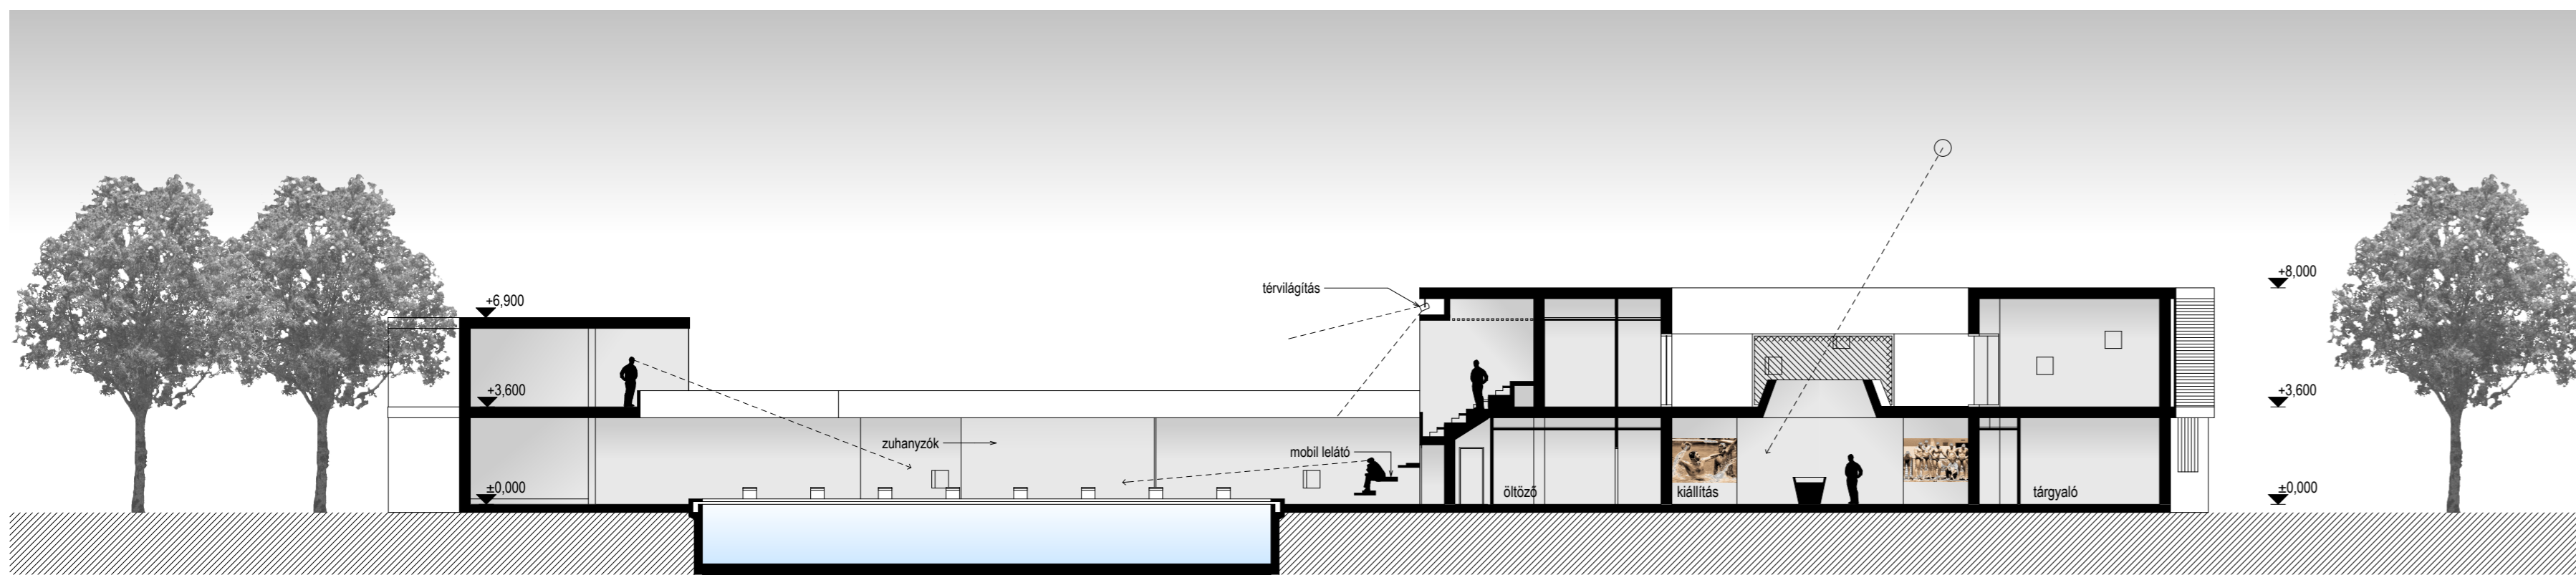 +8,000
térvilágítás
+6,900
+3,600
+3,600
zuhanyzók
mobil lelátó
±0,000
öltöző
kiállítás
tárgyaló
±0,000